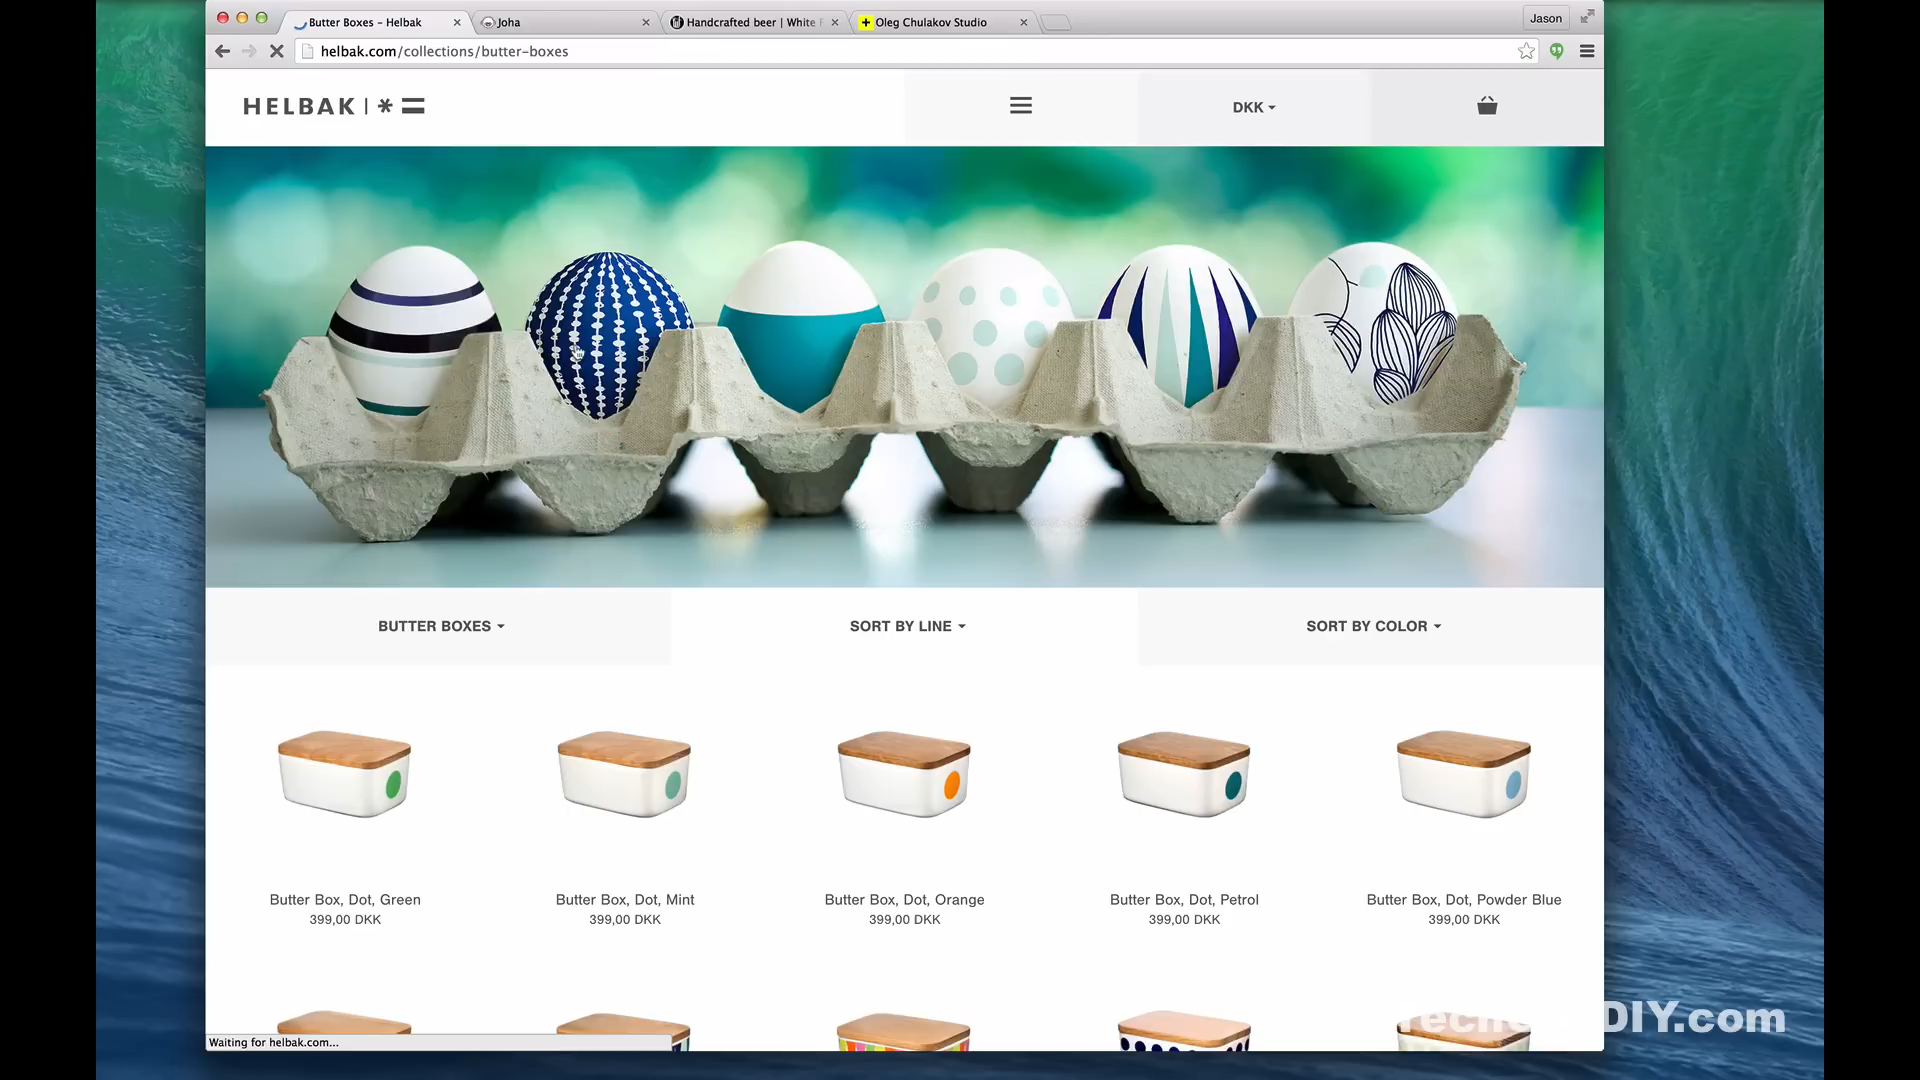 Butter Boxes – Helbak
Joha
Handcrafted beer | White
Oleg Chulakov Studio
Jason
helbak.com/collections/butter-boxes
HELBAK | * =
DKK
BUTTER BOXES
SORT BY LINE
SORT BY COLOR
Butter Box, Dot, Green
399,00 DKK
Butter Box, Dot, Mint
399,00 DKK
Butter Box, Dot, Orange
399,00 DKK
Butter Box, Dot, Petrol
399,00 DKK
Butter Box, Dot, Powder Blue
399,00 DKK
DIY.com
Waiting for helbak.com...